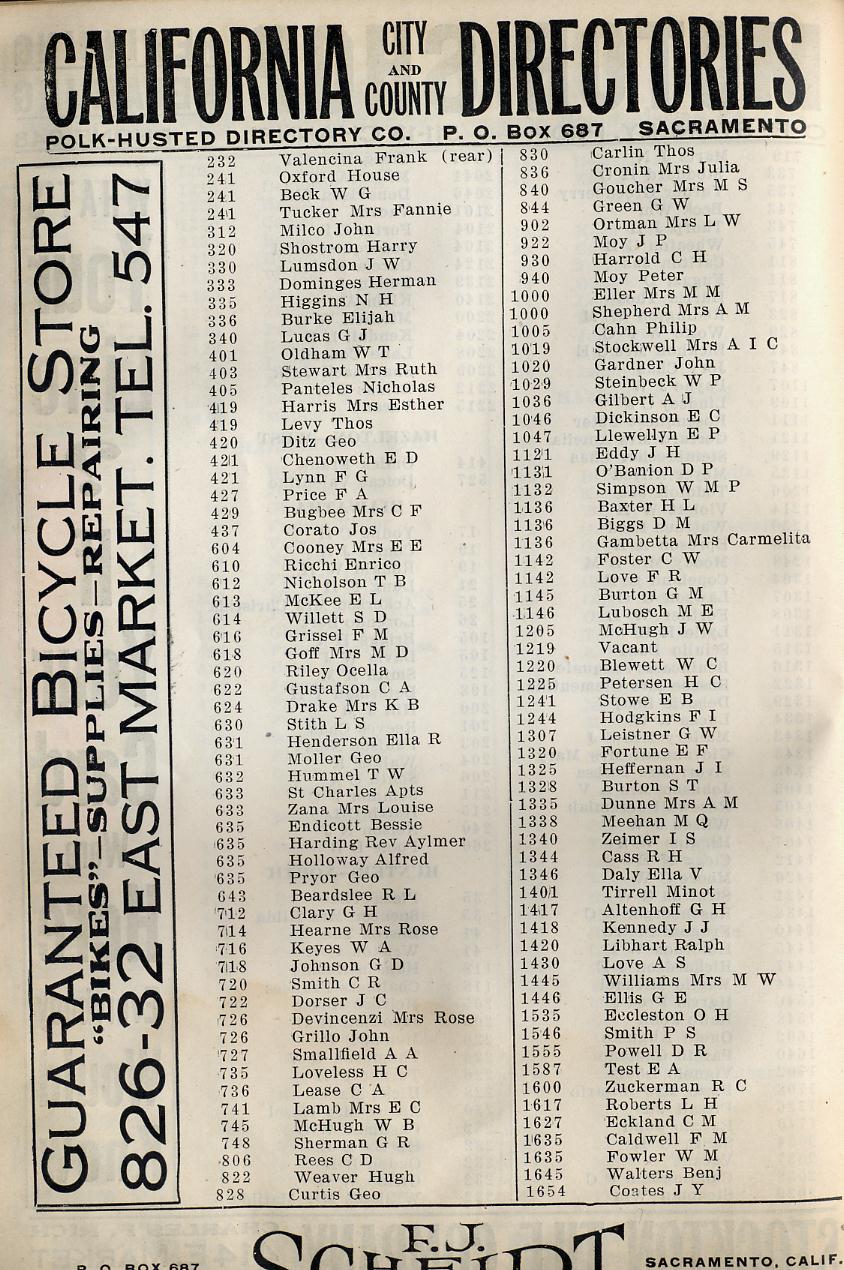 CALIFORNIA CITY AND COUNTY DIRECTORIES
POLK-HUSTED DIRECTORY CO. P. O. Box 687 SACRAMENTO
GUARANTEED BICYCLE STORE
“BIKES”—SUPPLIES—REPAIRING
826-32 EAST MARKET. TEL. 547
232 Valencina Frank (rear)
241 Oxford House
241 Beck W G
241 Tucker Mrs Fannie
312 Milco John
320 Shostrom Harry
330 Lumsdon J W
333 Dominges Herman
335 Higgins N H
336 Burke Elijah
340 Lucas G J
401 Oldham W T
403 Stewart Mrs Ruth
405 Panteles Nicholas
419 Harris Mrs Esther
419 Levy Thos
420 Ditz Geo
421 Chenoweth E D
421 Lynn F G
427 Price F A
429 Bugbee Mrs C F
437 Corato Jos
604 Cooney Mrs E E
610 Ricchi Enrico
612 Nicholson T B
613 McKee E L
614 Willett S D
616 Grissel F M
618 Goff Mrs M D
620 Riley Ocella
622 Gustafson C A
624 Drake Mrs K B
630 Stith L S
631 Henderson Ella R
631 Moller Geo
632 Hummel T W
633 St Charles Apts
633 Zana Mrs Louise
635 Endicott Bessie
635 Harding Rev Aylmer
635 Holloway Alfred
635 Pryor Geo
643 Beardslee R L
712 Clary G H
714 Hearne Mrs Rose
716 Keyes W A
718 Johnson G D
720 Smith C R
722 Dorser J C
726 Devincenzi Mrs Rose
726 Grillo John
727 Smallfield A A
735 Loveless H C
736 Lease C A
741 Lamb Mrs E C
745 McHugh W B
748 Sherman G R
806 Rees C D
822 Weaver Hugh
828 Curtis Geo
830 Carlin Thos
836 Cronin Mrs Julia
840 Goucher Mrs M S
844 Green G W
902 Ortman Mrs L W
922 Moy J P
930 Harrold C H
940 Moy Peter
1000 Eller Mrs M M
1000 Shepherd Mrs A M
1005 Cahn Philip
1019 Stockwell Mrs A I C
1020 Gardner John
1029 Steinbeck W P
1036 Gilbert A J
1046 Dickinson E C
1047 Llewellyn E P
1121 Eddy J H
1131 O'Banion D P
1132 Simpson W M P
1136 Baxter H L
1136 Biggs D M
1136 Gambetta Mrs Carmelita
1142 Foster C W
1142 Love F R
1145 Burton G M
1146 Lubosch M E
1205 McHugh J W
1219 Vacant
1220 Blewett W C
1225 Petersen H C
1241 Stowe E B
1244 Hodgkins F I
1307 Leistner G W
1320 Fortune E F
1325 Heffernan J I
1328 Burton S T
1335 Dunne Mrs A M
1338 Meehan M Q
1340 Zeimer I S
1344 Cass R H
1346 Daly Ella V
1401 Tirrell Minot
1417 Altenhoff G H
1418 Kennedy J J
1420 Libhart Ralph
1430 Love A S
1445 Williams Mrs M W
1446 Ellis G E
1535 Eccleston O H
1546 Smith P S
1555 Powell D R
1587 Test E A
1600 Zuckerman R C
1617 Roberts L H
1627 Eckland C M
1635 Caldwell F M
1635 Fowler W M
1645 Walters Benj
1654 Coates J Y
F. J.
SCHEIDT
P. O. BOX 687 SACRAMENTO, CALIF.